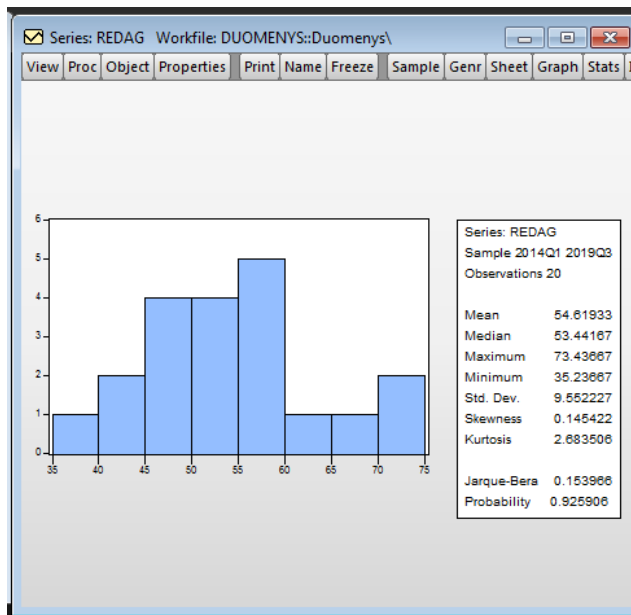 Series: REDAG Workfile: DUOMENYS::Duomenys\
View Proc Object Properties Print Name Freeze Sample Genr Sheet Graph Stats
6
5
4
3
2
1
0
35 40 45 50 55 60 65 70 75
Series: REDAG
Sample 2014Q1 2019Q3
Observations 20
Mean 54.61933
Median 53.44167
Maximum 73.43667
Minimum 35.23667
Std. Dev. 9.552227
Skewness 0.145422
Kurtosis 2.683506
Jarque-Bera 0.153966
Probability 0.925906